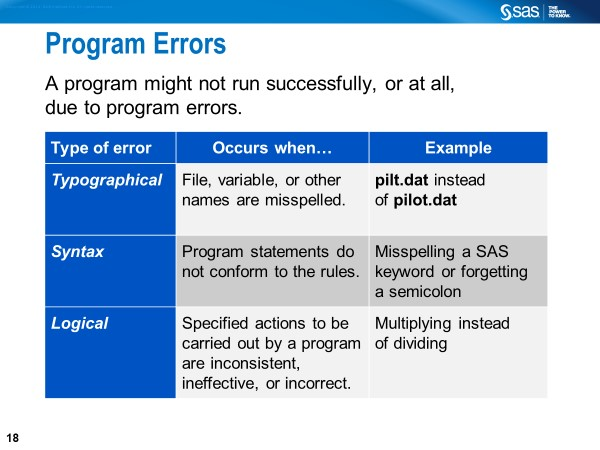 sas THE POWER TO KNOW.
Program Errors
A program might not run successfully, or at all,
due to program errors.
Type of error Occurs when… Example
Typographical
File, variable, or other
names are misspelled.
pilt.dat instead
of pilot.dat
Syntax
Program statements do
not conform to the rules.
Misspelling a SAS
keyword or forgetting
a semicolon
Logical
Specified actions to be
carried out by a program
are inconsistent,
ineffective, or incorrect.
Multiplying instead
of dividing
18